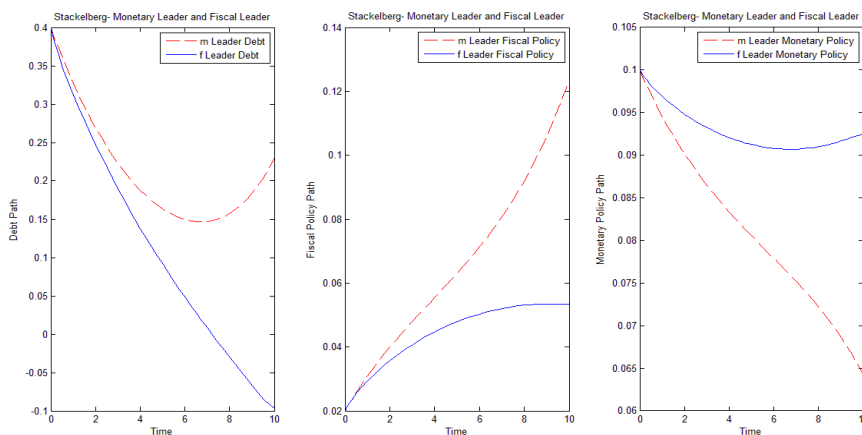 Stackelberg- Monetary Leader and Fiscal Leader
m Leader Debt
f Leader Debt
0.4
0.35
0.3
0.25
0.2
0.15
0.1
0.05
0
-0.05
-0.1
Debt Path
0 2 4 6 8 10
Time
Stackelberg- Monetary Leader and Fiscal Leader
m Leader Fiscal Policy
f Leader Fiscal Policy
0.14
0.12
0.1
0.08
0.06
0.04
0.02
Fiscal Policy Path
0 2 4 6 8 10
Time
Stackelberg- Monetary Leader and Fiscal Leader
m Leader Monetary Policy
f Leader Monetary Policy
0.105
0.1
0.095
0.09
0.085
0.08
0.075
0.07
0.065
0.06
Monetary Policy Path
0 2 4 6 8
Time